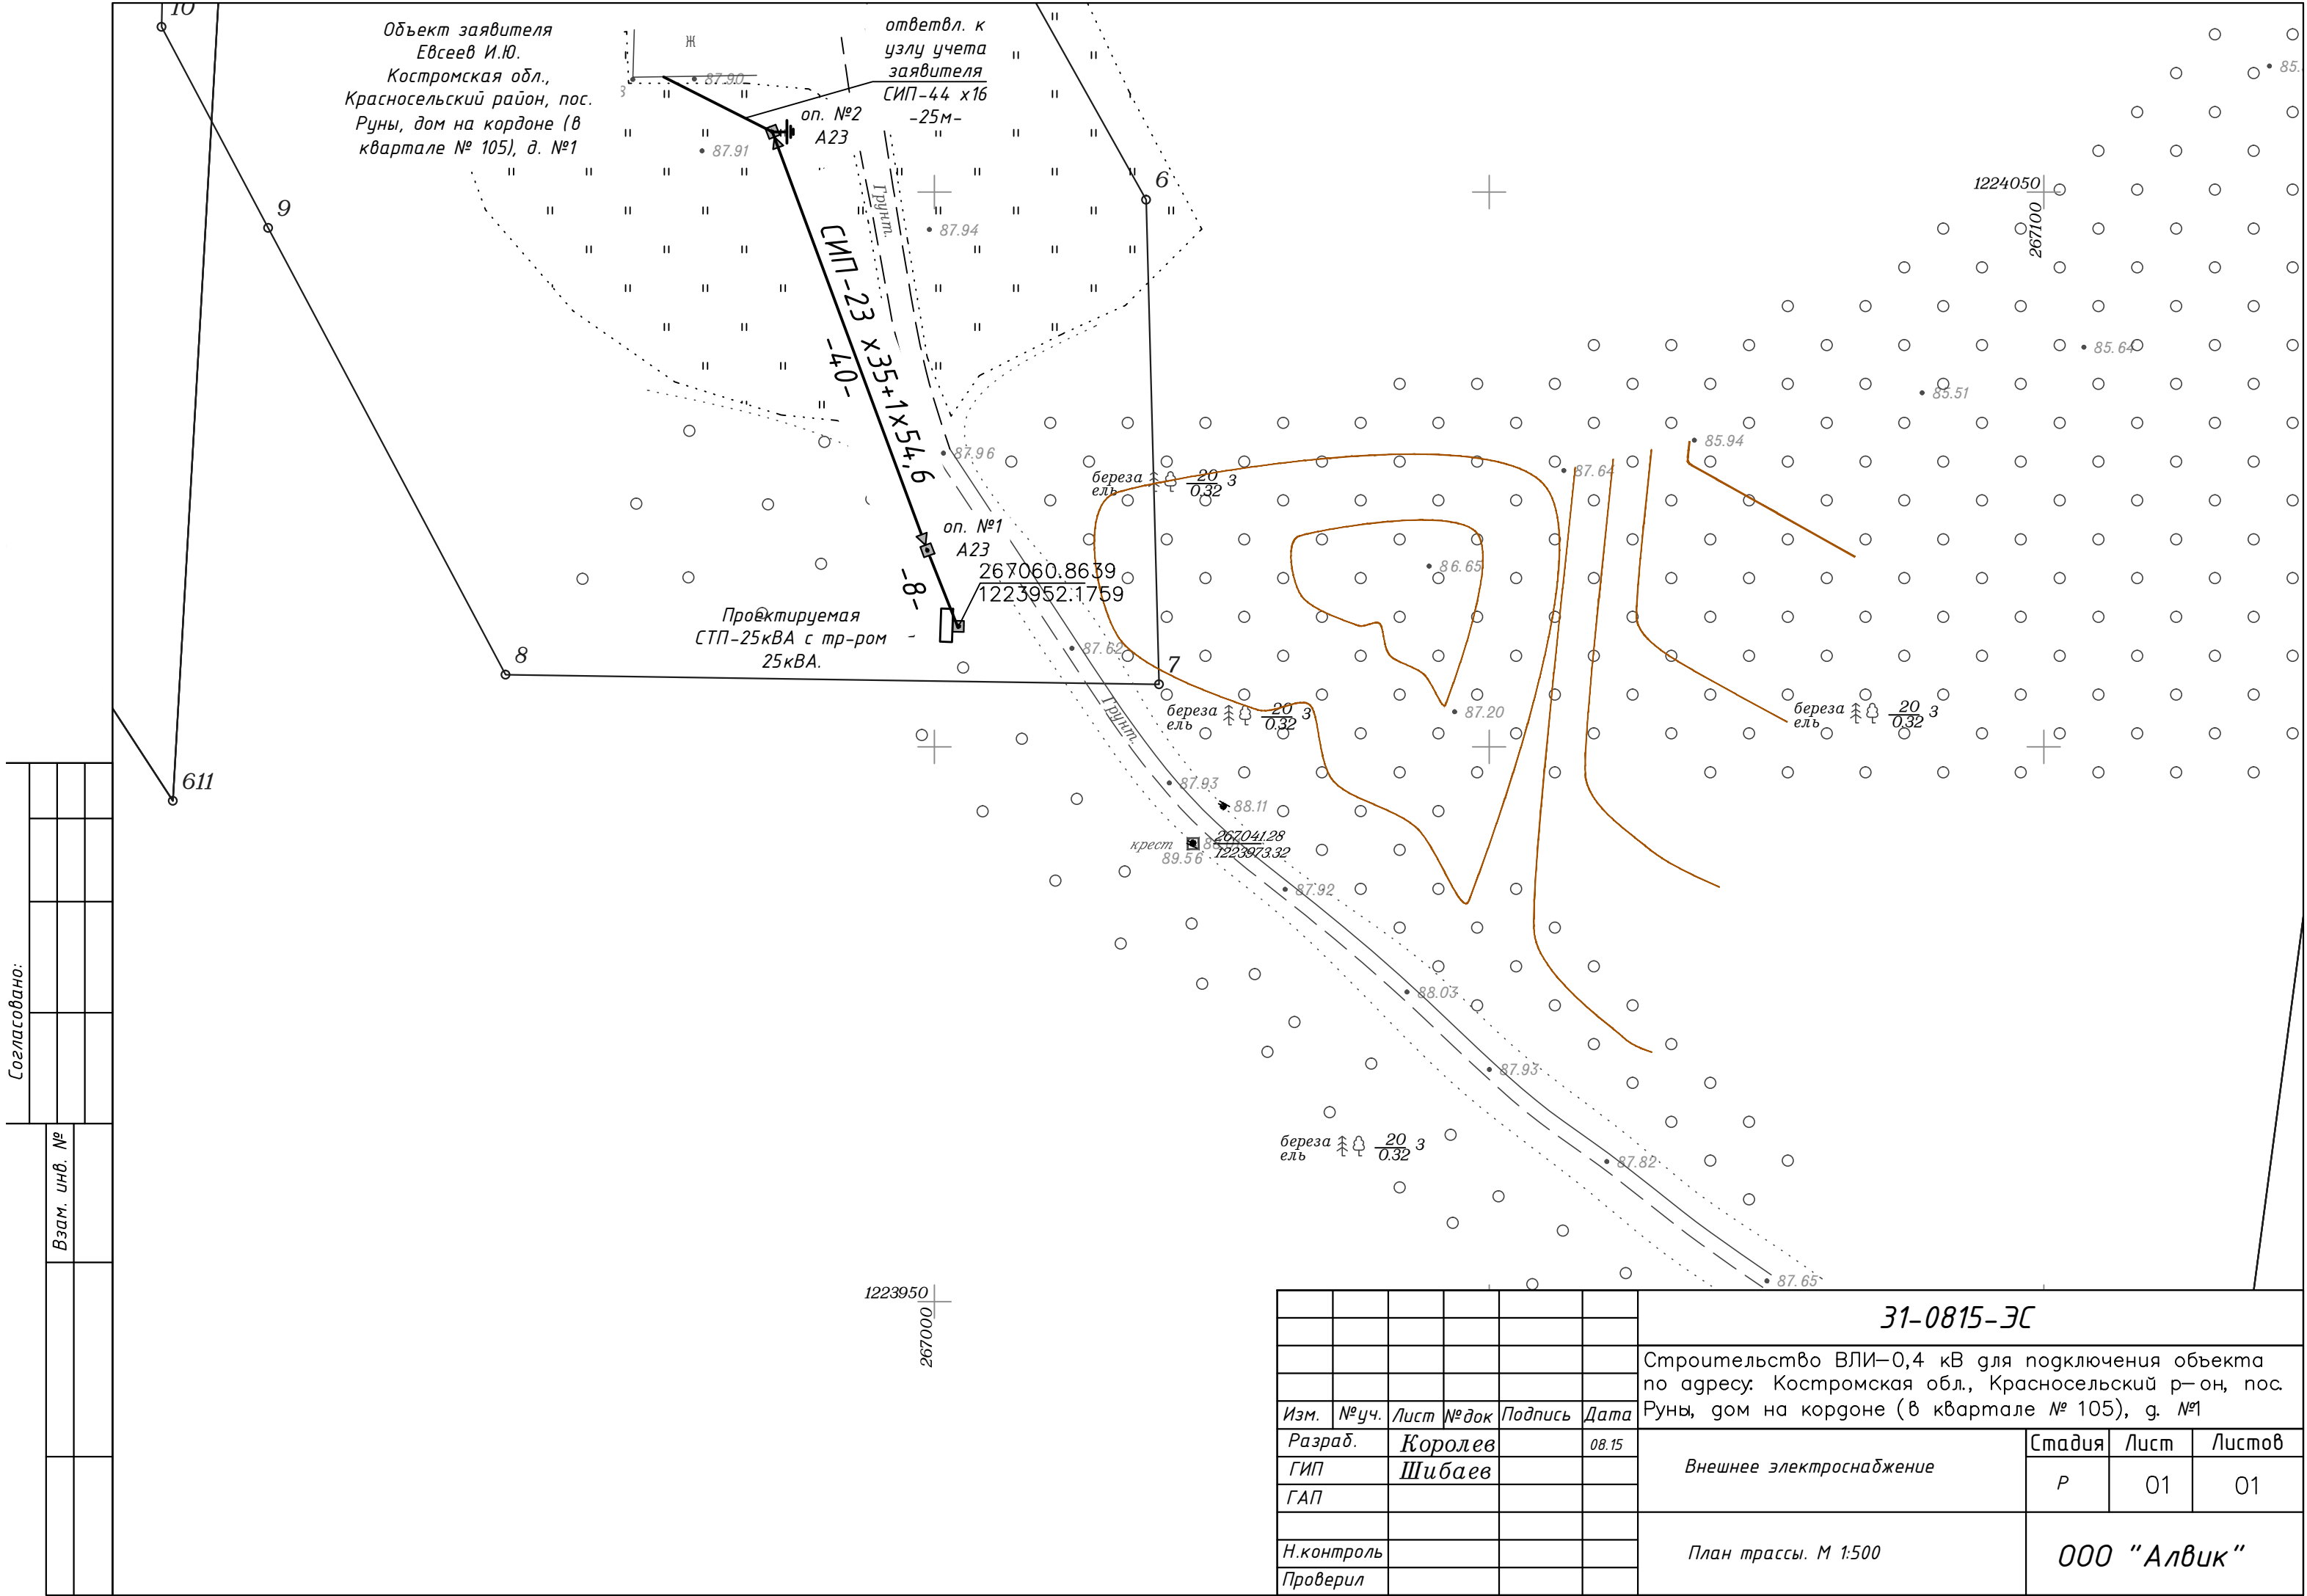 10
Объект заявителя
Евсеев И.Ю.
Костромская обл.,
Красносельский район, пос.
Руны, дом на кордоне (в
квартале № 105), д. №1
Ж
87.90
ответвл. к
узлу учета
заявителя
СИП-44 х16
-25м-
оп. №2
А23
87.91
85.
9
6
1224050
267100
Грунт.
87.94
СИП-23 х35+1х54,6
-40-
85.64
85.51
85.94
87.96
87.64
береза 20 3
ель 0.32
оп. №1
А23
-8-
267060.8639
1223952.1759
86.65
Проектируемая
СТП-25кВА с тр-ром
25кВА.
87.62
8
7
Грунт.
береза 20 3
ель 0.32
87.20
береза 20 3
ель 0.32
611
87.93
88.11
крест
89.56
267041.28
1223973.32
87.92
88.03
87.93
береза 20 3
ель 0.32
87.82
87.65
1223950
267000
Согласовано:
Взам. инв. №
31-0815-ЭС
Строительство ВЛИ-0,4 кВ для подключения объекта
по адресу: Костромская обл., Красносельский р-он, пос.
Руны, дом на кордоне (в квартале № 105), д. №1
Изм. №уч. Лист №док Подпись Дата
Разраб. Королев 08.15
ГИП Шибаев
ГАП
Н.контроль
Проверил
Внешнее электроснабжение
Стадия Лист Листов
Р 01 01
План трассы. М 1:500
ООО "Алвик"